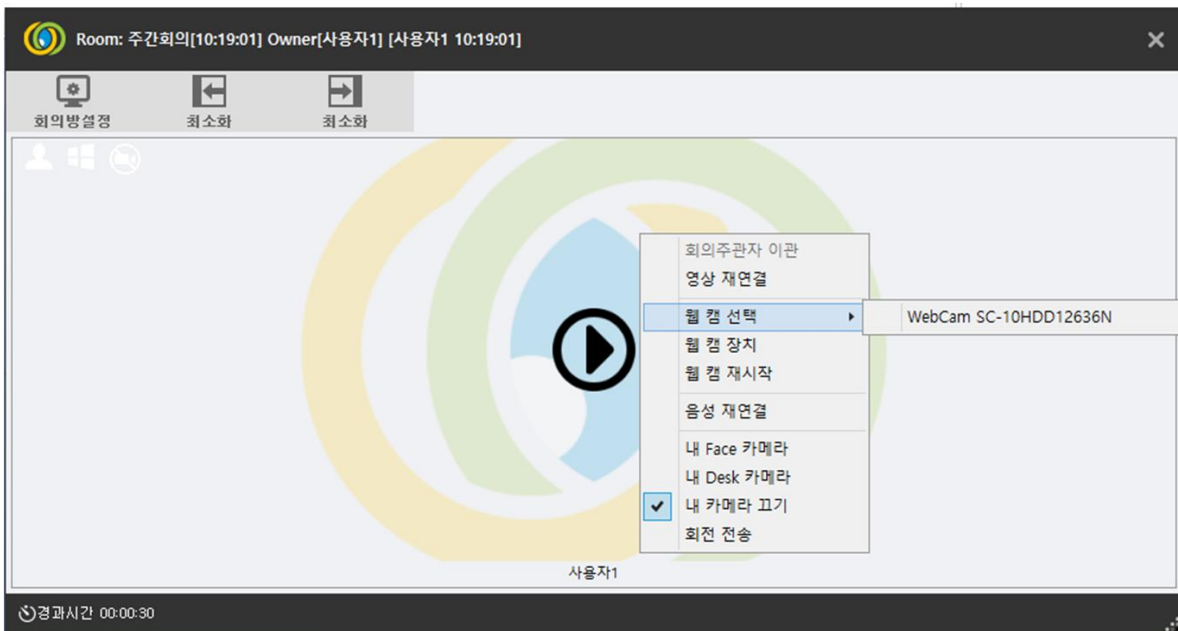 Room: 주간회의[10:19:01] Owner[사용자1] [사용자1 10:19:01]
회의방설정 최소화 최소화
회의주관자 이관
영상 재연결
웹 캠 선택 WebCam SC-10HDD12636N
웹 캠 장치
웹 캠 재시작
음성 재연결
내 Face 카메라
내 Desk 카메라
내 카메라 끄기
회전 전송
사용자1
경과시간 00:00:30